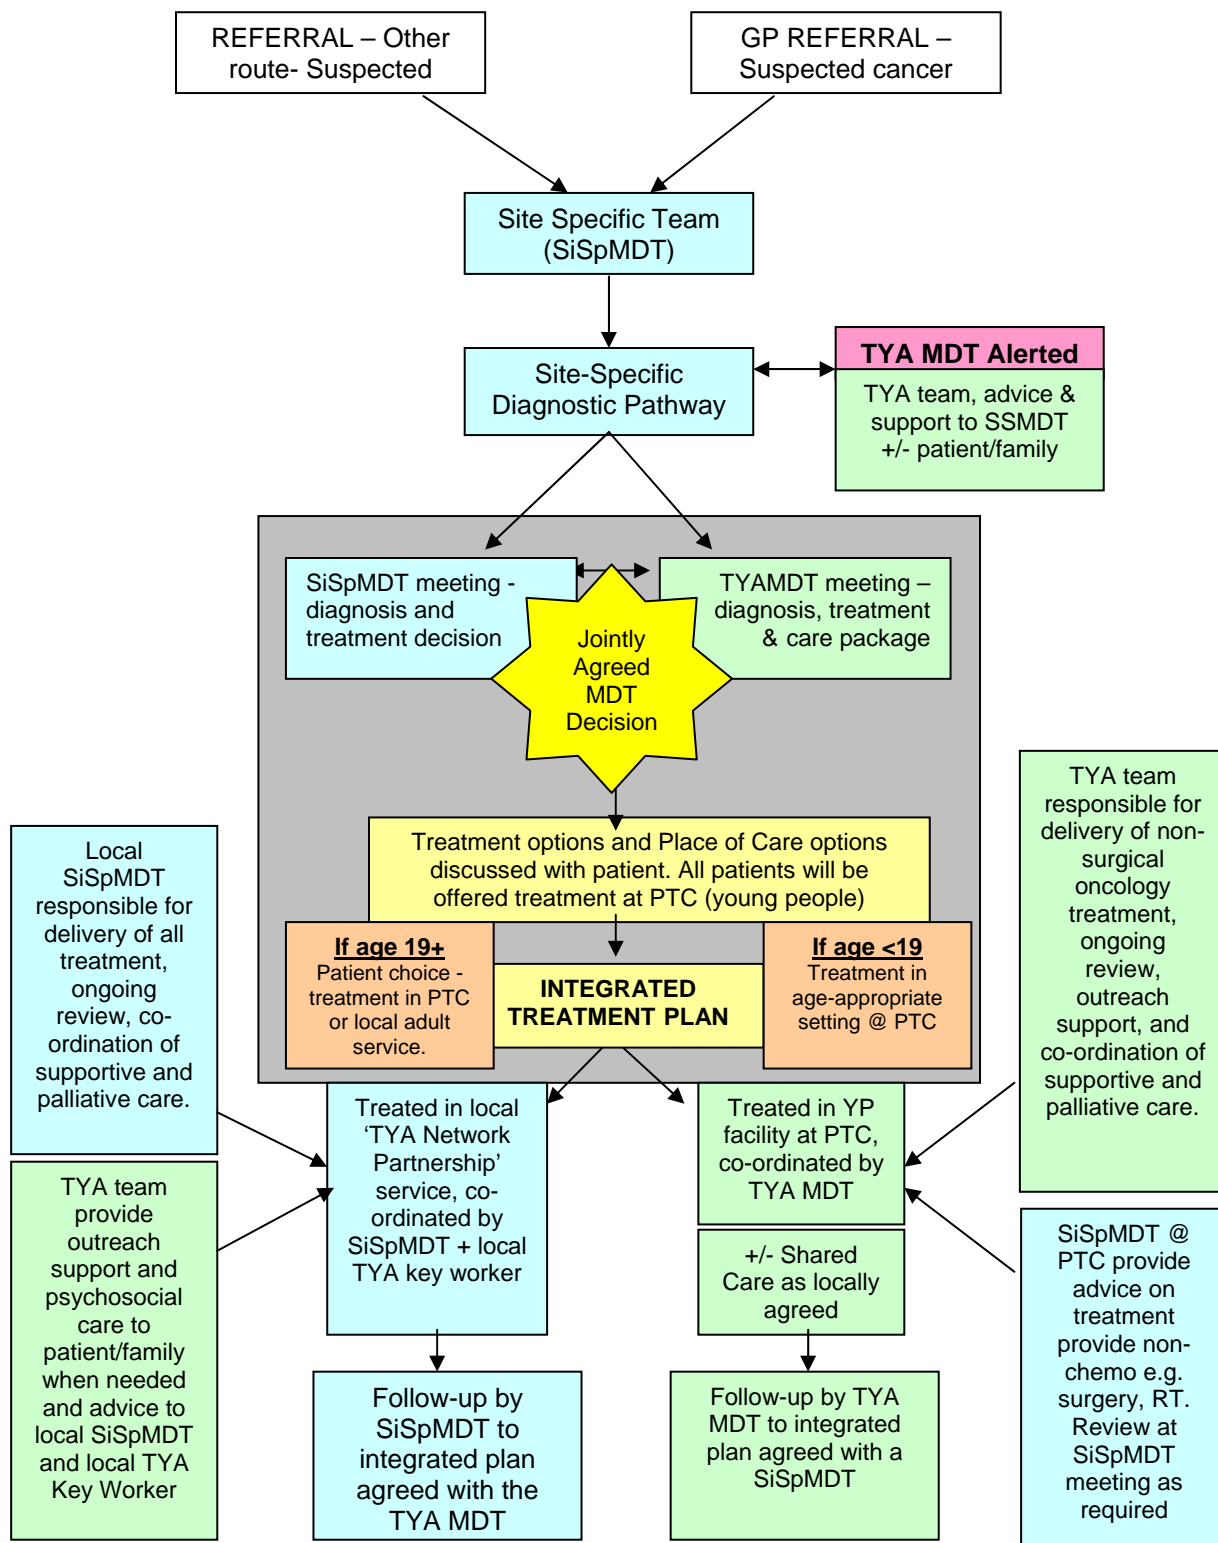 REFERRAL – Other
route- Suspected
GP REFERRAL –
Suspected cancer
Site Specific Team
(SiSpMDT)
Site-Specific
Diagnostic Pathway
TYA MDT Alerted
TYA team, advice &
support to SSMDT
+/- patient/family
SiSpMDT meeting -
diagnosis and
treatment decision
TYAMDT meeting –
diagnosis, treatment
& care package
Jointly
Agreed
MDT
Decision
Treatment options and Place of Care options
discussed with patient. All patients will be
offered treatment at PTC (young people)
If age 19+
Patient choice -
treatment in PTC
or local adult
service.
INTEGRATED
TREATMENT PLAN
If age <19
Treatment in
age-appropriate
setting @ PTC
Local
SiSpMDT
responsible for
delivery of all
treatment,
ongoing
review, co-
ordination of
supportive and
palliative care.
TYA team
provide
outreach
support and
psychosocial
care to
patient/family
when needed
and advice to
local SiSpMDT
and local TYA
Key Worker
Treated in local
‘TYA Network
Partnership’
service, co-
ordinated by
SiSpMDT + local
TYA key worker
Treated in YP
facility at PTC,
co-ordinated by
TYA MDT
+/- Shared
Care as locally
agreed
TYA team
responsible for
delivery of non-
surgical
oncology
treatment,
ongoing
review,
outreach
support, and
co-ordination of
supportive and
palliative care.
SiSpMDT @
PTC provide
advice on
treatment
provide non-
chemo e.g.
surgery, RT.
Review at
SiSpMDT
meeting as
required
Follow-up by
SiSpMDT to
integrated plan
agreed with the
TYA MDT
Follow-up by TYA
MDT to integrated
plan agreed with a
SiSpMDT